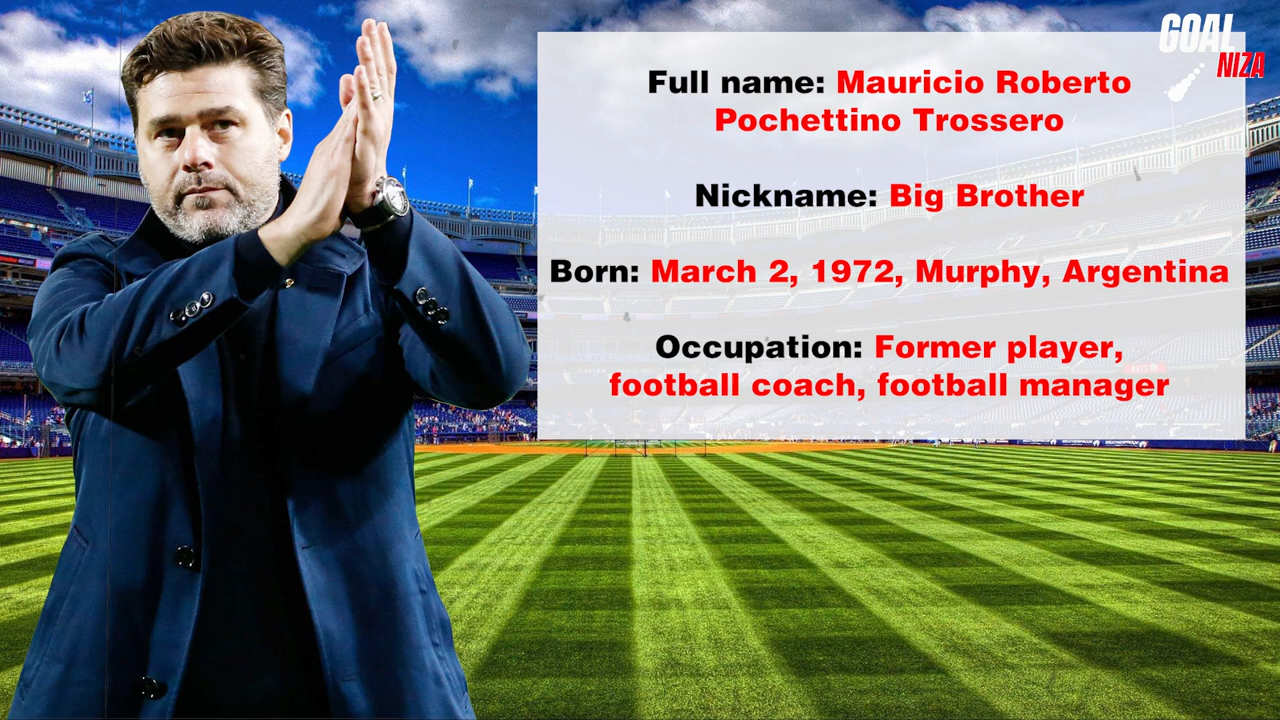 GOAL
NIZA
Full name: Mauricio Roberto
Pochettino Trossero
Nickname: Big Brother
Born: March 2, 1972, Murphy, Argentina
Occupation: Former player,
football coach, football manager